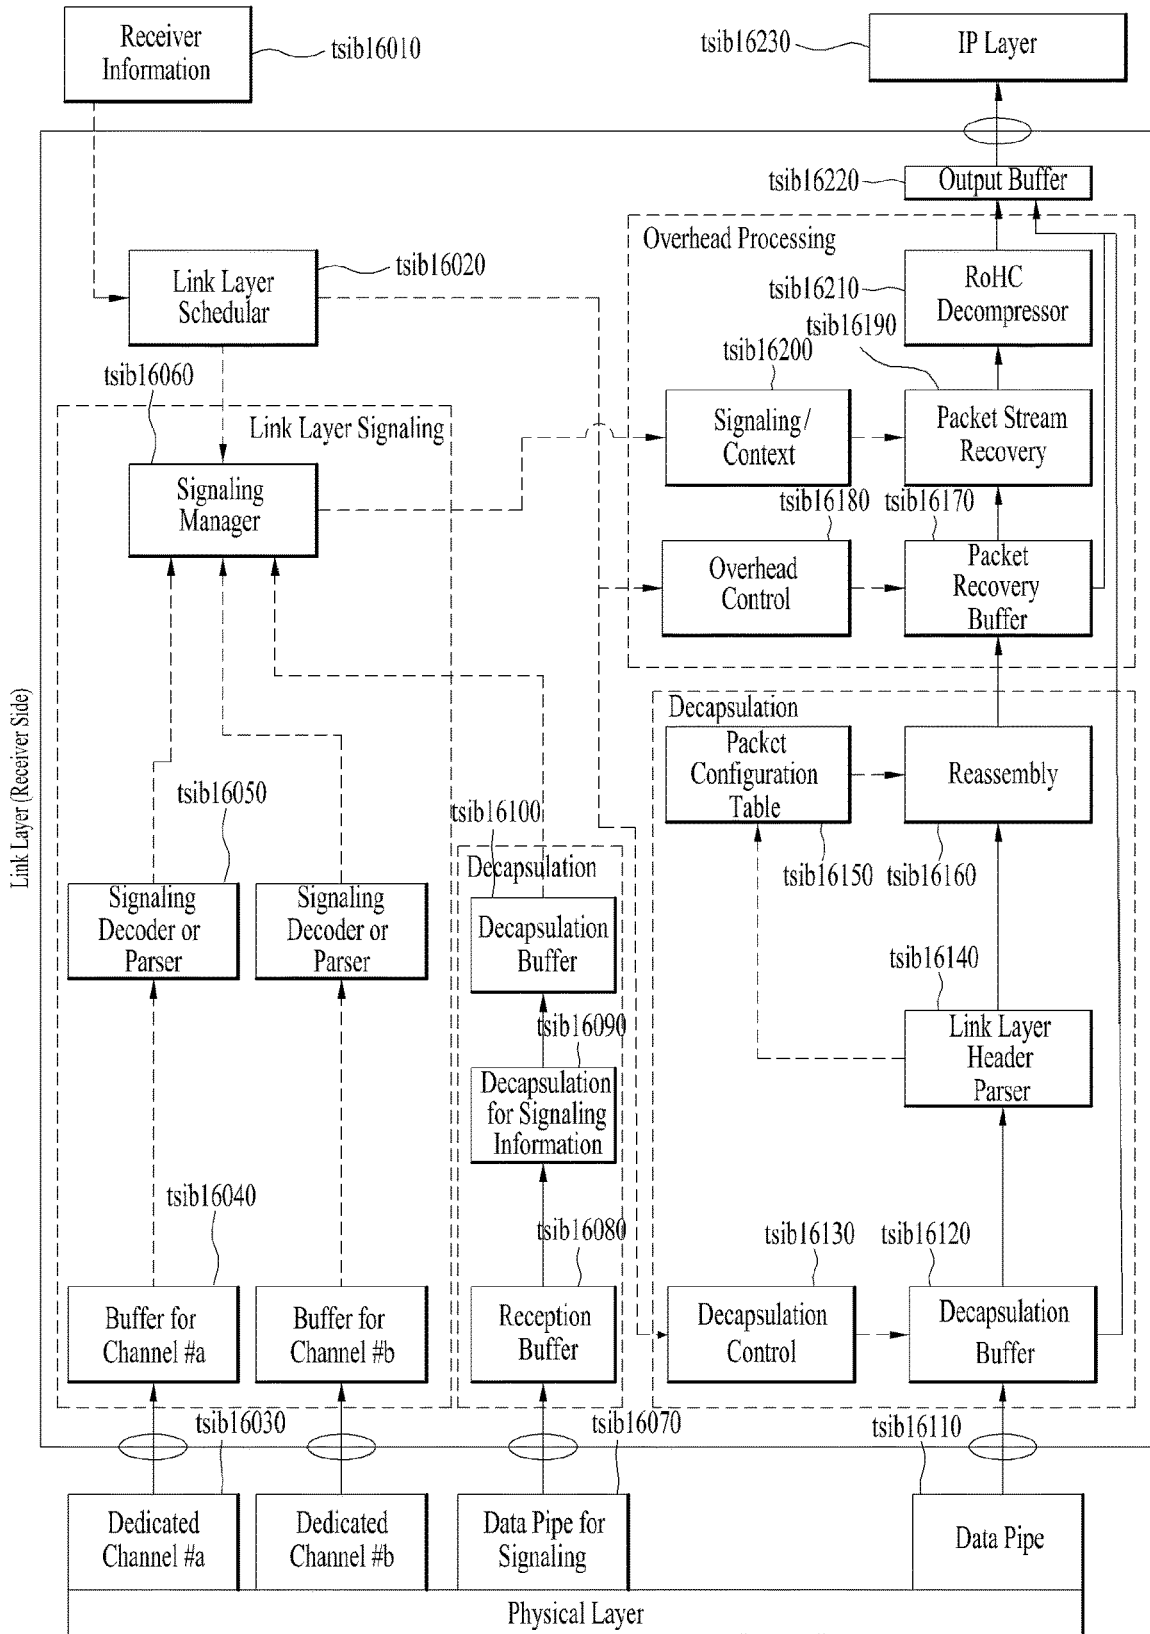 Receiver
Information
tsib16010
tsib16230
IP Layer
tsib16220
Output Buffer
Overhead Processing
Link Layer
Schedular
tsib16020
tsib16210
RoHC
Decompressor
tsib16190
tsib16200
tsib16060
Link Layer Signaling
Signaling
Manager
Signaling/
Context
Packet Stream
Recovery
tsib16180
tsib16170
Overhead
Control
Packet
Recovery
Buffer
Link Layer (Receiver Side)
Decapsulation
Packet
Configuration
Table
Reassembly
tsib16050
tsib16100
tsib16150
tsib16160
Decapsulation
Signaling
Decoder or
Parser
Signaling
Decoder or
Parser
Decapsulation
Buffer
tsib16140
tsib16090
Link Layer
Header
Parser
Decapsulation
for Signaling
Information
tsib16040
tsib16080
tsib16130
tsib16120
Buffer for
Channel #a
Buffer for
Channel #b
Reception
Buffer
Decapsulation
Control
Decapsulation
Buffer
tsib16030
tsib16070
tsib16110
Dedicated
Channel #a
Dedicated
Channel #b
Data Pipe for
Signaling
Data Pipe
Physical Layer